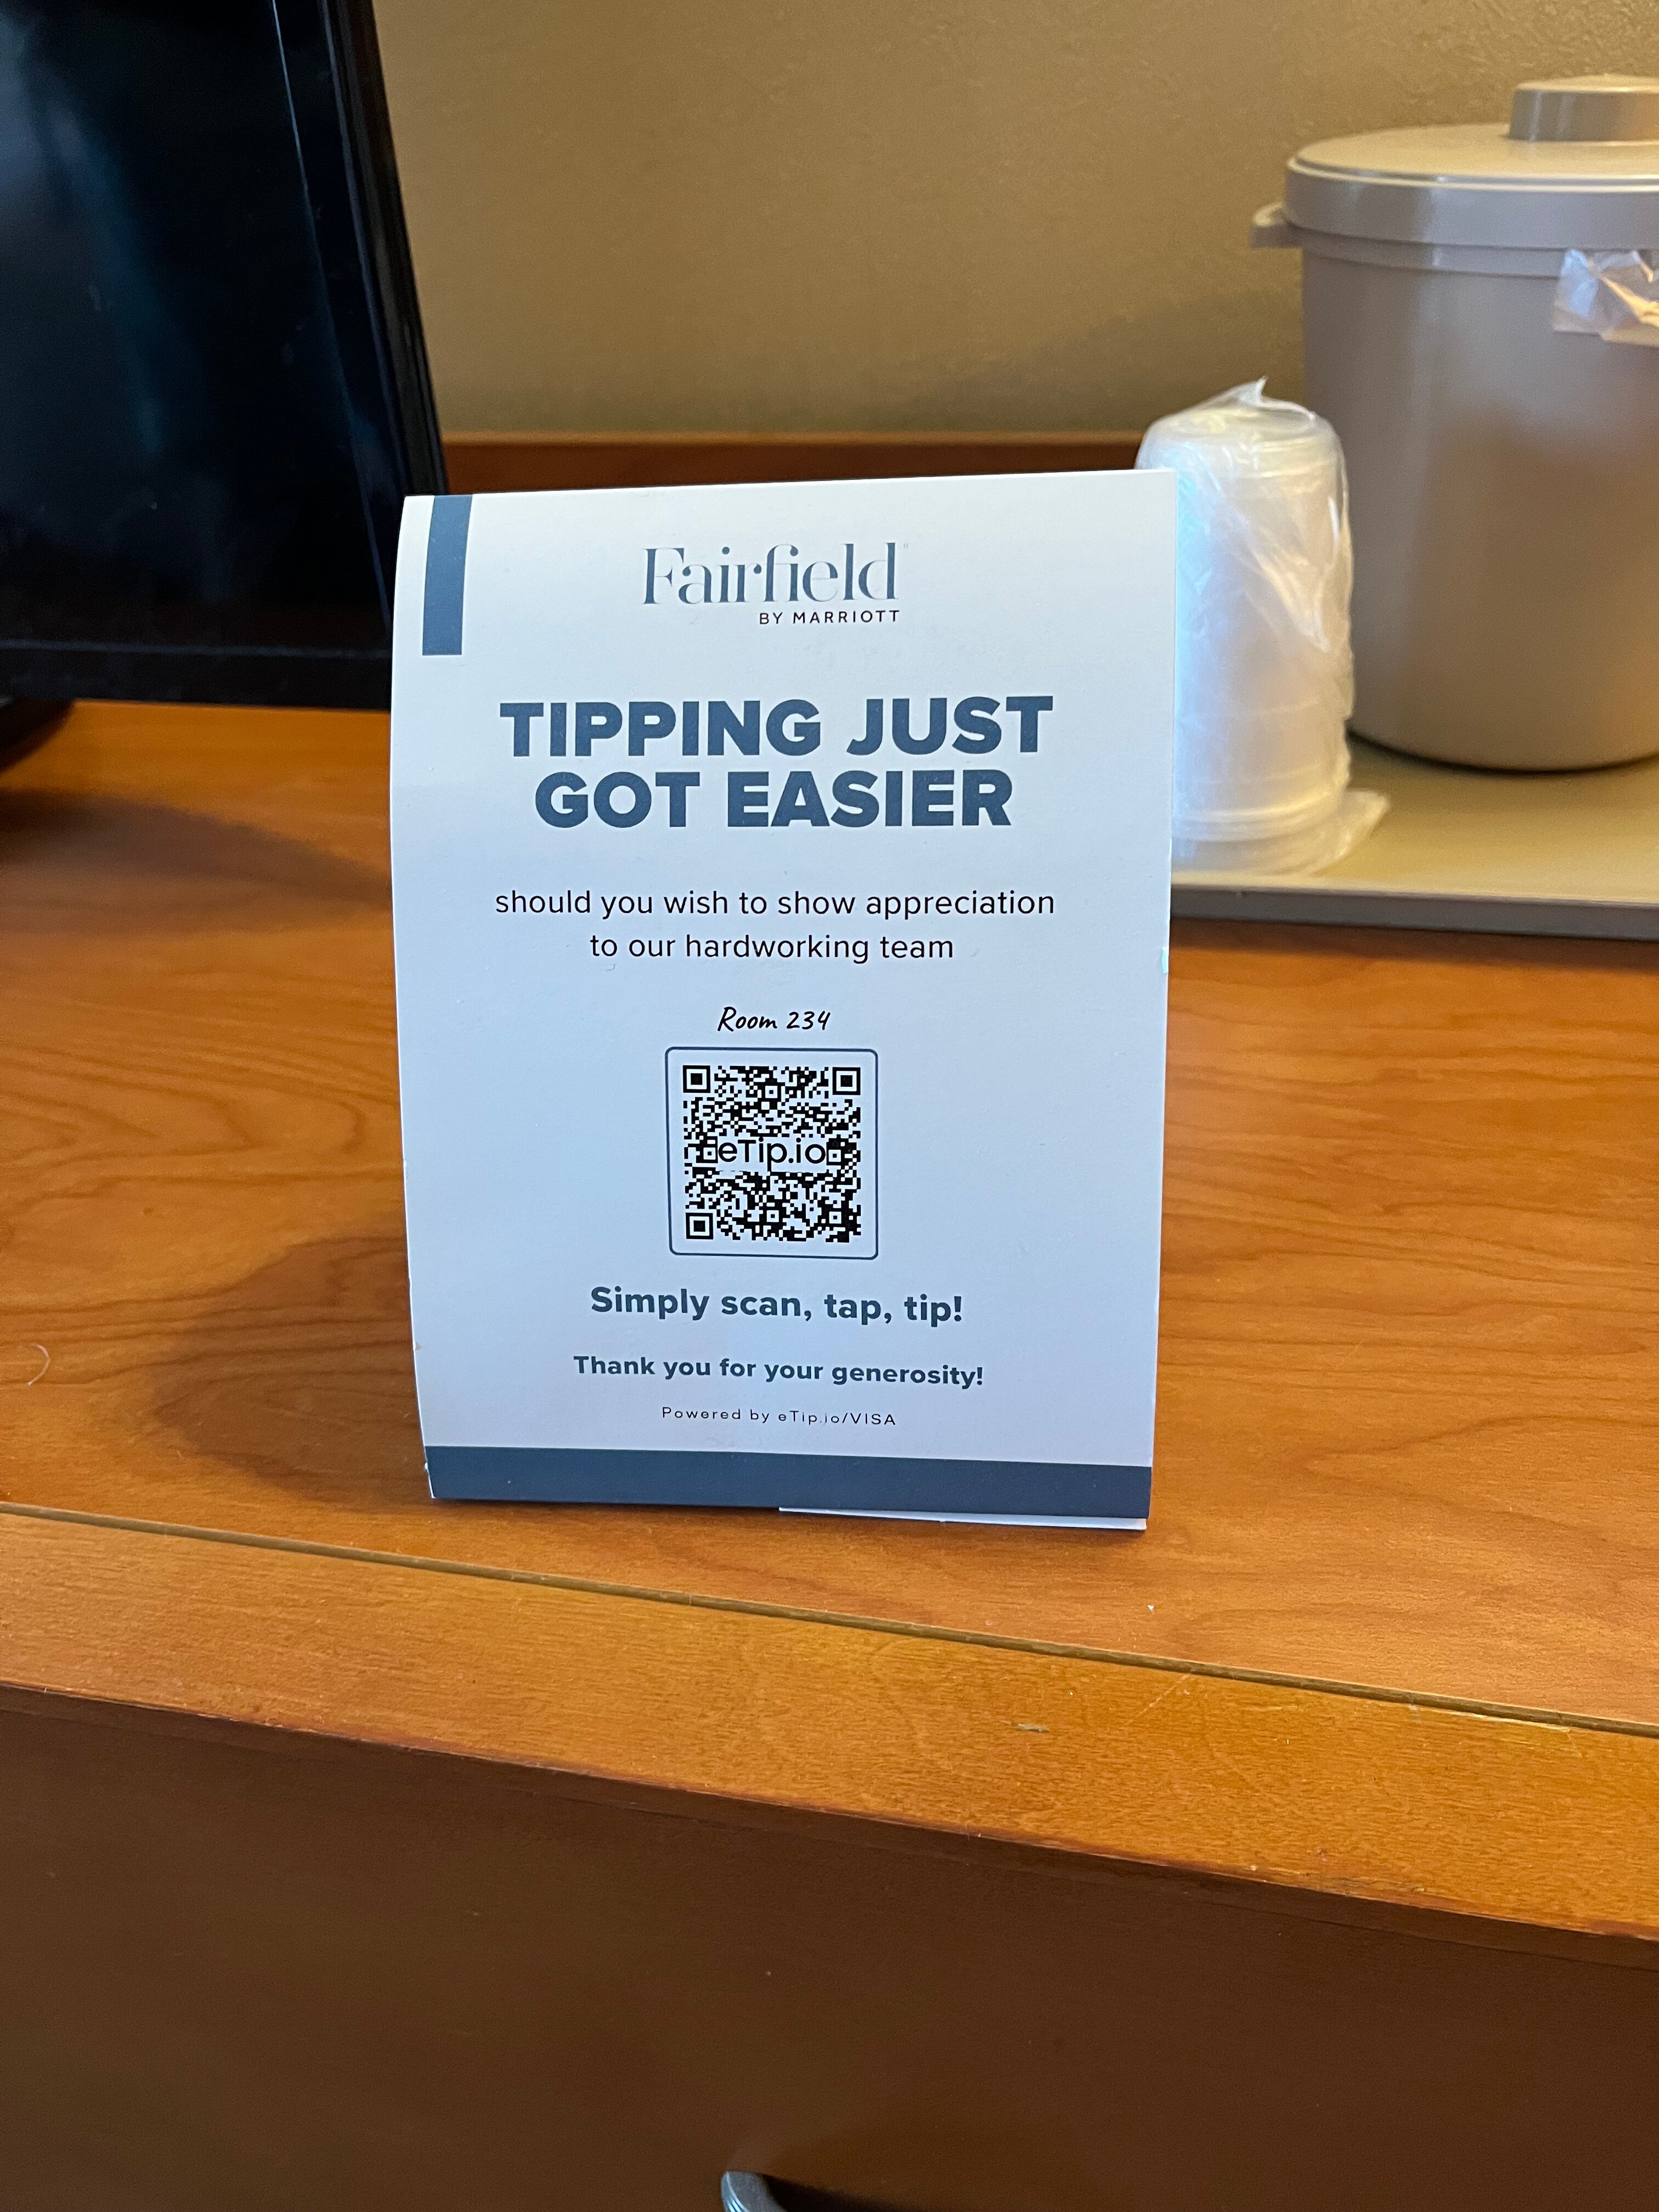 Fairfield
BY MARRIOTT
TIPPING JUST
GOT EASIER
should you wish to show appreciation
to our hardworking team
Room 234
eTip.io
Simply scan, tap, tip!
Thank you for your generosity!
Powered by eTip.io/VISA